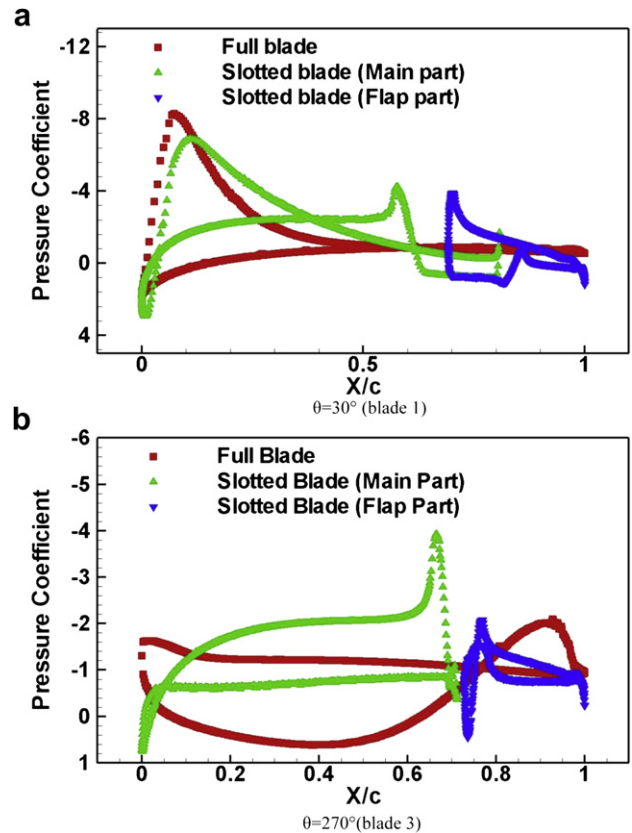 a
-12
-8
-4
0
4
Pressure Coefficient
Full blade
Slotted blade (Main part)
Slotted blade (Flap part)
0
0.5
1
X/c
θ=30° (blade 1)
b
-6
-5
-4
-3
-2
-1
0
1
Pressure Coefficient
Full Blade
Slotted Blade (Main Part)
Slotted Blade (Flap Part)
0
0.2
0.4
0.6
0.8
1
X/c
θ=270°(blade 3)